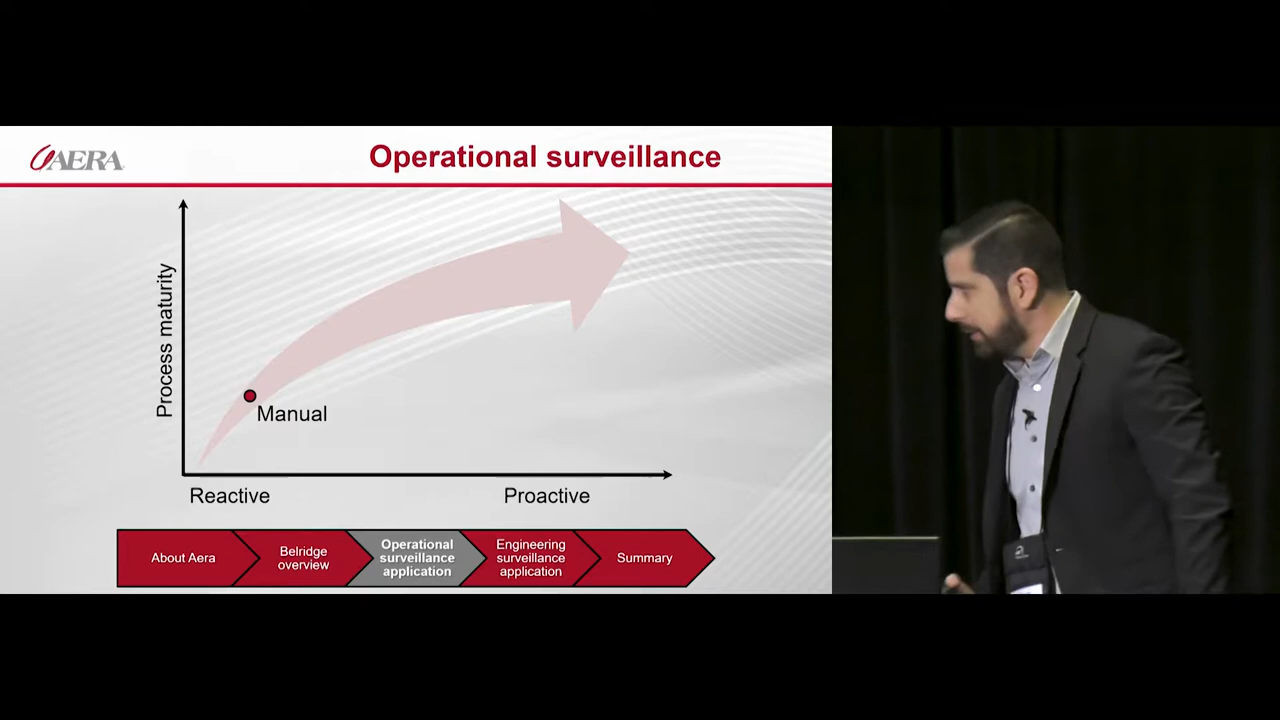 AERA
Operational surveillance
Process maturity
Manual
Reactive
Proactive
About Aera
Belridge
overview
Operational
surveillance
application
Engineering
surveillance
application
Summary